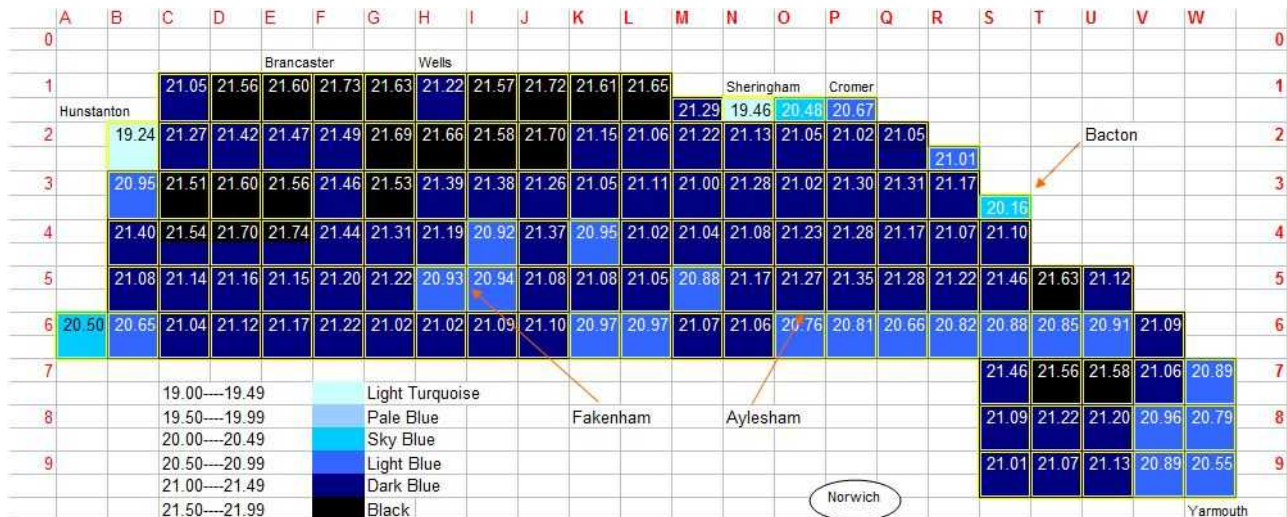 A B C D E F G H I J K L M N O P Q R S T U V W
0 0
Brancaster Wells
1 21.05 21.56 21.60 21.73 21.63 21.22 21.57 21.72 21.61 21.65 Sheringham Cromer 1
Hunstanton 21.29 19.46 20.48 20.67
2 19.24 21.27 21.42 21.47 21.49 21.69 21.66 21.58 21.70 21.15 21.06 21.22 21.13 21.05 21.02 21.05 Bacton 2
21.01
3 20.95 21.51 21.60 21.56 21.46 21.53 21.39 21.38 21.26 21.05 21.11 21.00 21.28 21.02 21.30 21.31 21.17 3
20.16
4 21.40 21.54 21.70 21.74 21.44 21.31 21.19 20.92 21.37 20.95 21.02 21.04 21.08 21.23 21.28 21.17 21.07 21.10 4
5 21.08 21.14 21.16 21.15 21.20 21.22 20.93 20.94 21.08 21.08 21.05 20.88 21.17 21.27 21.35 21.28 21.22 21.46 21.63 21.12 5
6 20.50 20.65 21.04 21.12 21.17 21.22 21.02 21.02 21.09 21.10 20.97 20.97 21.07 21.06 20.76 20.81 20.66 20.82 20.88 20.85 20.91 21.09 6
7 21.46 21.56 21.58 21.06 20.89 7
19.00----19.49 Light Turquoise
8 19.50----19.99 Pale Blue Fakenham Aylesham 21.09 21.22 21.20 20.96 20.79 8
20.00----20.49 Sky Blue
9 20.50----20.99 Light Blue 21.01 21.07 21.13 20.89 20.55 9
21.00----21.49 Dark Blue
21.50----21.99 Black Norwich Yarmouth